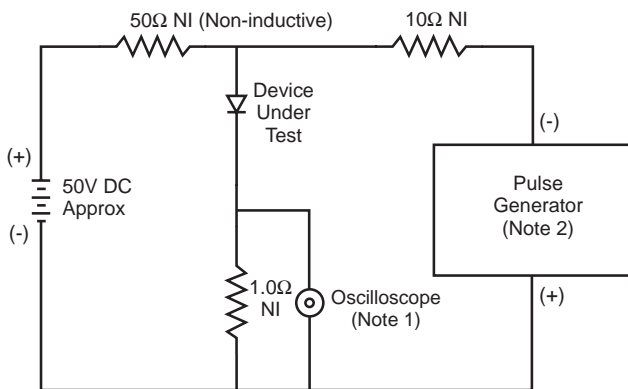 50Ω NI (Non-inductive)
10Ω NI
Device
Under
Test
(+)
50V DC
Approx
(-)
1.0Ω
NI
Oscilloscope
(Note 1)
(-)
Pulse
Generator
(Note 2)
(+)